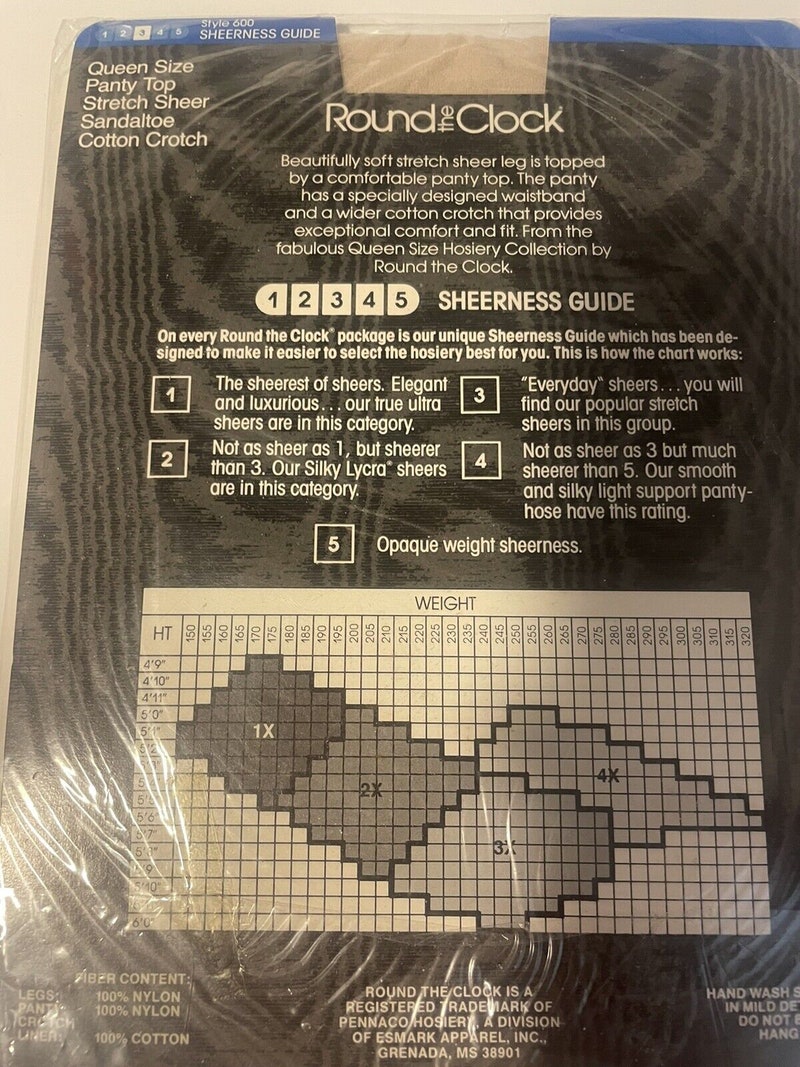 1 2 3 4 5
Style 600
SHEERNESS GUIDE
Queen Size
Panty Top
Stretch Sheer
Sandaltoe
Cotton Crotch
Round the Clock
Beautifully soft stretch sheer leg is topped
by a comfortable panty top. The panty
has a specially designed waistband
and a wider cotton crotch that provides
exceptional comfort and fit. From the
fabulous Queen Size Hosiery Collection by
Round the Clock.
1 2 3 4 5 SHEERNESS GUIDE
On every Round the Clock® package is our unique Sheerness Guide which has been de-
signed to make it easier to select the hosiery best for you. This is how the chart works:
1
The sheerest of sheers. Elegant
and luxurious... our true ultra
sheers are in this category.
2
Not as sheer as 1, but sheerer
than 3. Our Silky Lycra® sheers
are in this category.
3
"Everyday" sheers... you will
find our popular stretch
sheers in this group.
4
Not as sheer as 3 but much
sheerer than 5. Our smooth
and silky light support panty-
hose have this rating.
5
Opaque weight sheerness.
WEIGHT
HT 150 155 160 165 170 175 180 185 190 195 200 205 210 215 220 225 230 235 240 245 250 255 260 265 270 275 280 285 290 295 300 305 310 315 320
4'9"
4'10"
4'11"
5'0"
5'1"
5'2"
5'6"
5'7"
5'10"
6'0"
1X
2X
3X
4X
FIBER CONTENT:
LEGS: 100% NYLON
PANTY 100% NYLON
CROTCH
LINER: 100% COTTON
ROUND THE CLOCK IS A
REGISTERED TRADEMARK OF
PENNACO HOSIERY, A DIVISION
OF ESMARK APPAREL, INC.,
GRENADA, MS 38901
HAND WASH S
IN MILD DE
DO NOT B
HANG